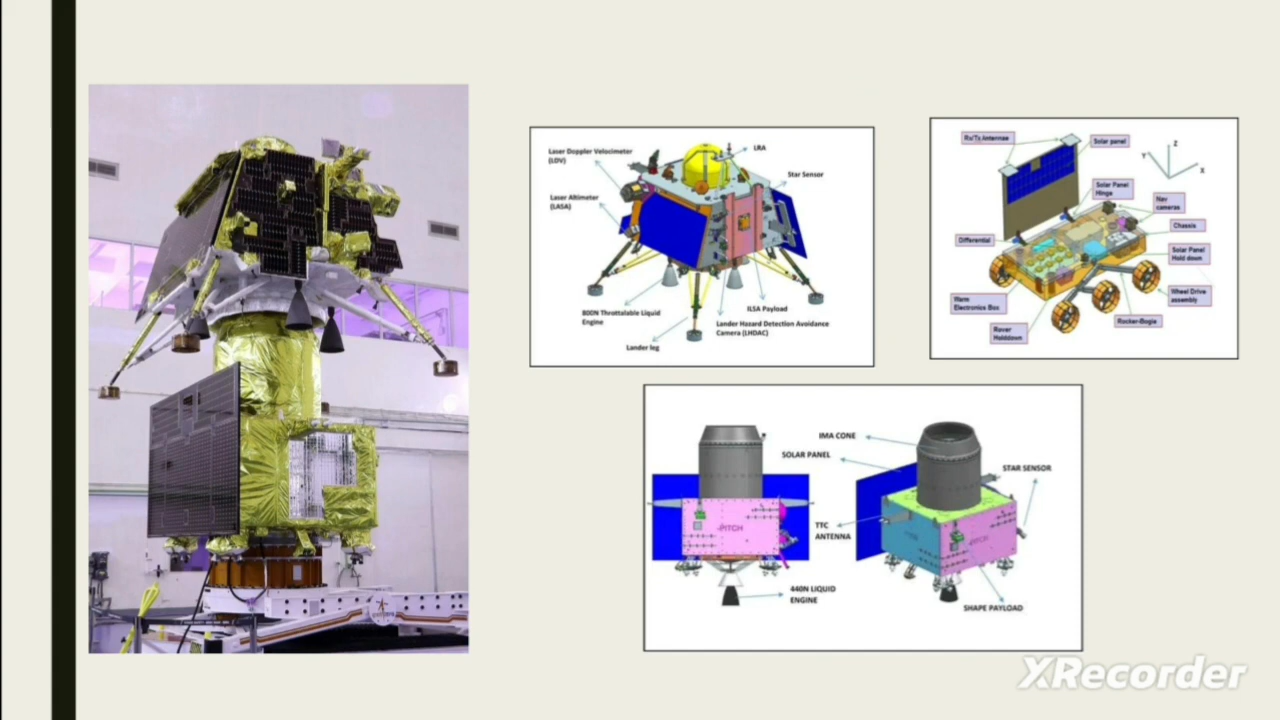 Laser Doppler Velocimeter
(LDV)
LRA
Star Sensor
Laser Altimeter
(LASA)
800N Throttalable Liquid
Engine
ILSA Payload
Lander Hazard Detection Avoidance
Camera (LHDAC)
Lander leg
Rx/Tx Antennae
Solar panel
Z
Y
X
Solar Panel
Hinge
Nav
cameras
Chassis
Differential
Solar Panel
Hold down
Warm
Electronics Box
Wheel Drive
assembly
Rocker-Bogie
Rover
Holddown
IMA CONE
SOLAR PANEL
STAR SENSOR
TTC
ANTENNA
-PITCH
440N LIQUID
ENGINE
SHAPE PAYLOAD
XRecorder